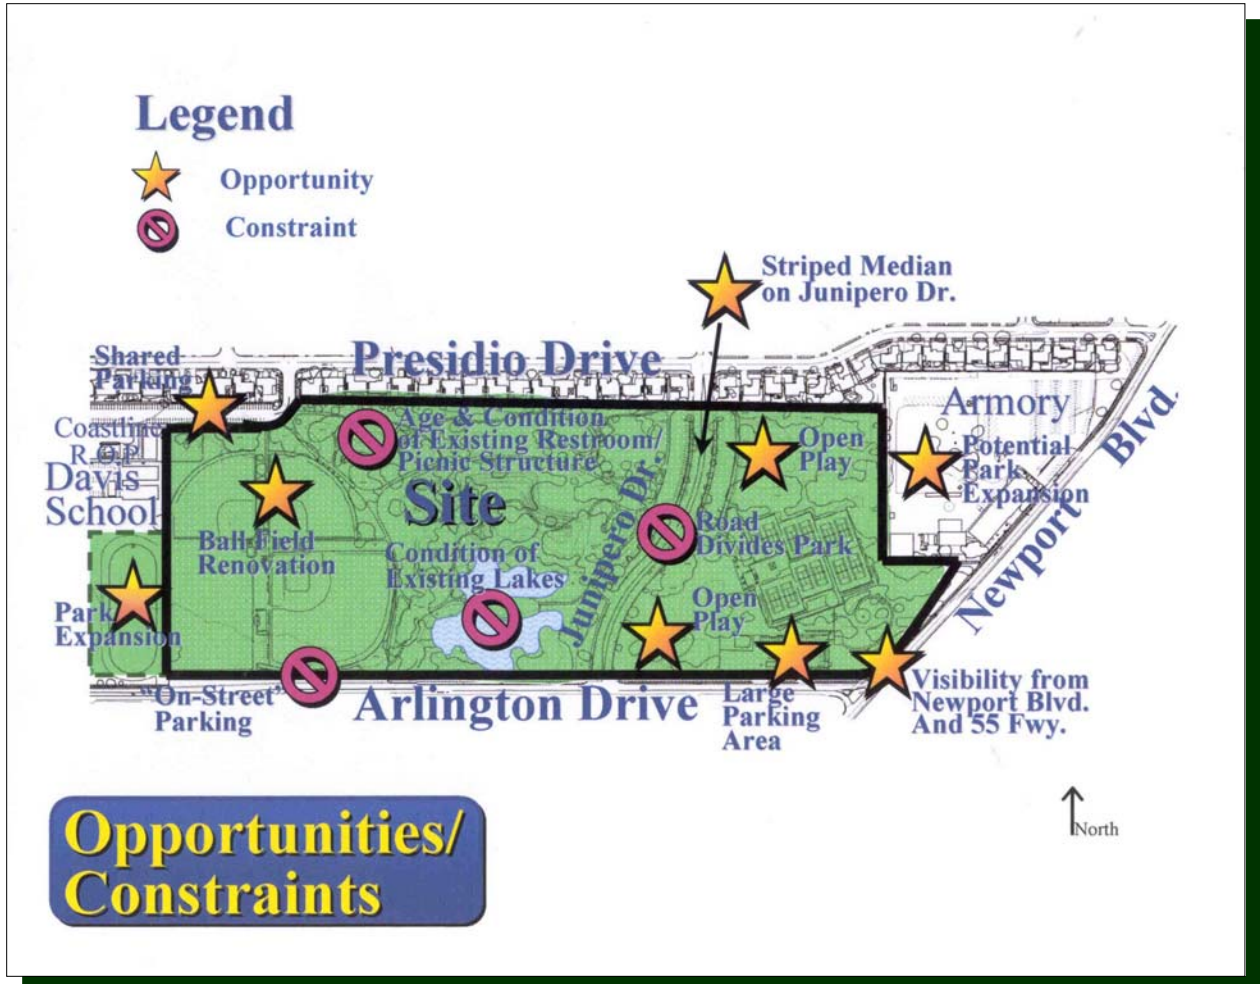 Legend
Opportunity
Constraint
Striped Median
on Junipero Dr.
Shared
Parking
Presidio Drive
Coastline
R.O.P
Davis
School
Age & Condition
of Existing Restroom/
Picnic Structure
Site
Open
Play
Armory
Potential
Park
Expansion
Newport Blvd.
Ball Field
Renovation
Condition of
Existing Lakes
Junipero Dr.
Road
Divides Park
Park
Expansion
Open
Play
"On-Street"
Parking
Arlington Drive
Large
Parking
Area
Visibility from
Newport Blvd.
And 55 Fwy.
North
Opportunities/
Constraints